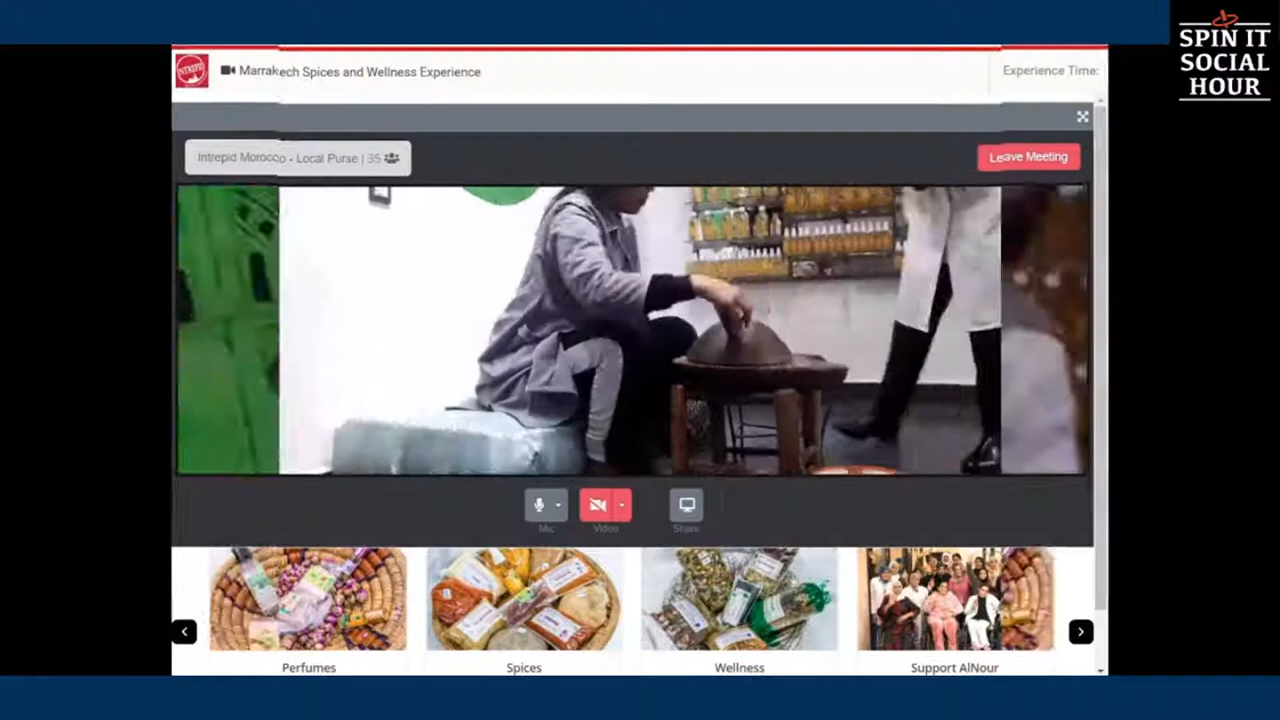 SPIN IT
SOCIAL
HOUR
INTREPID
Marrakech Spices and Wellness Experience
Experience Time:
Intrepid Morocco - Local Purse | 35
Leave Meeting
Mic
Video
Share
Perfumes
Spices
Wellness
Support AlNour